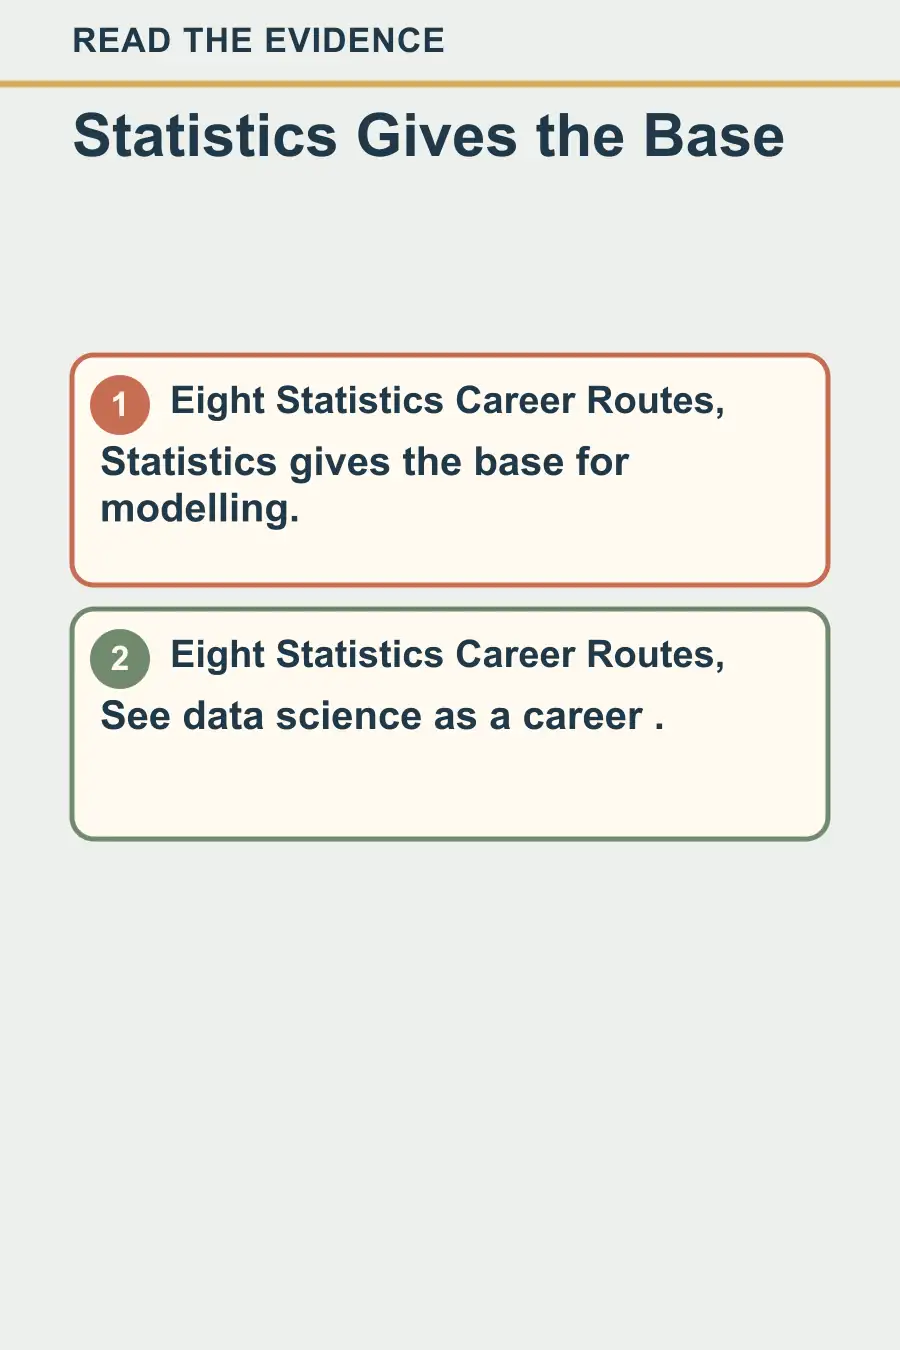 READ THE EVIDENCE
Statistics Gives the Base
1 Eight Statistics Career Routes,
Statistics gives the base for
modelling.
2 Eight Statistics Career Routes,
See data science as a career .